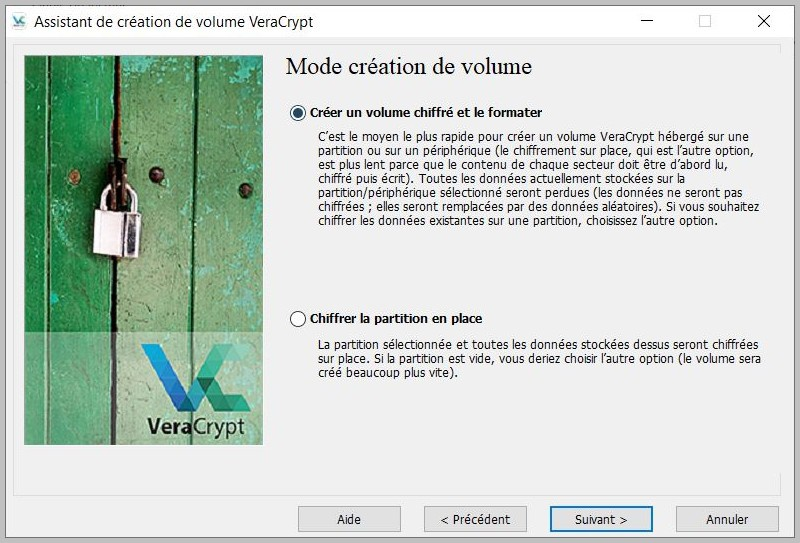 Assistant de création de volume VeraCrypt
Mode création de volume
Créer un volume chiffré et le formater
C’est le moyen le plus rapide pour créer un volume VeraCrypt hébergé sur une
partition ou sur un périphérique (le chiffrement sur place, qui est l’autre option,
est plus lent parce que le contenu de chaque secteur doit être d’abord lu,
chiffré puis écrit). Toutes les données actuellement stockées sur la
partition/périphérique sélectionné seront perdues (les données ne seront pas
chiffrées ; elles seront remplacées par des données aléatoires). Si vous souhaitez
chiffrer les données existantes sur une partition, choisissez l’autre option.
Chiffrer la partition en place
La partition sélectionnée et toutes les données stockées dessus seront chiffrées
sur place. Si la partition est vide, vous deriez choisir l’autre option (le volume sera
créé beaucoup plus vite).
VeraCrypt
Aide
< Précédent
Suivant >
Annuler